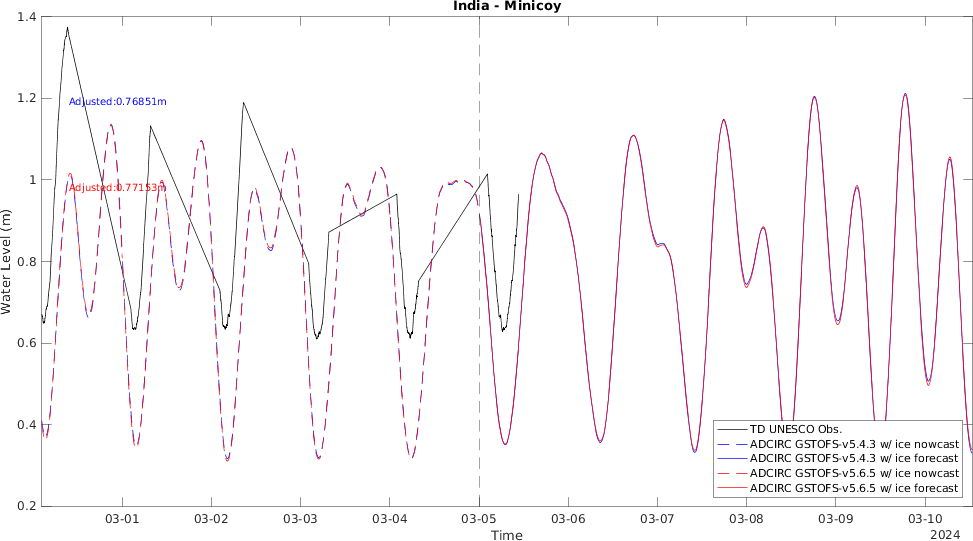 India - Minicoy
1.4
1.2
1
0.8
0.6
0.4
0.2
Water Level (m)
Adjusted:0.76851m
Adjusted:0.77153m
TD UNESCO Obs.
ADCIRC GSTOFS-v5.4.3 w/ ice nowcast
ADCIRC GSTOFS-v5.4.3 w/ ice forecast
ADCIRC GSTOFS-v5.6.5 w/ ice nowcast
ADCIRC GSTOFS-v5.6.5 w/ ice forecast
03-01 03-02 03-03 03-04 03-05 03-06 03-07 03-08 03-09 03-10
Time
2024